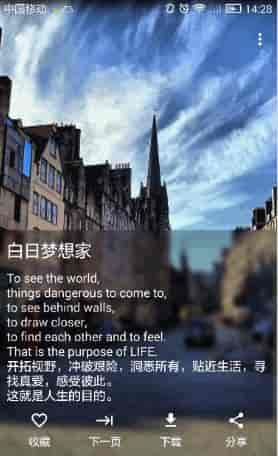 中国移动
14:28
白日梦想家
To see the world,
things dangerous to come to,
to see behind walls,
to draw closer,
to find each other and to feel.
That is the purpose of LIFE.
开拓视野，冲破艰险，洞悉所有，贴近生活，寻
找真爱，感受彼此。
这就是人生的目的。
收藏
下一页
下载
分享